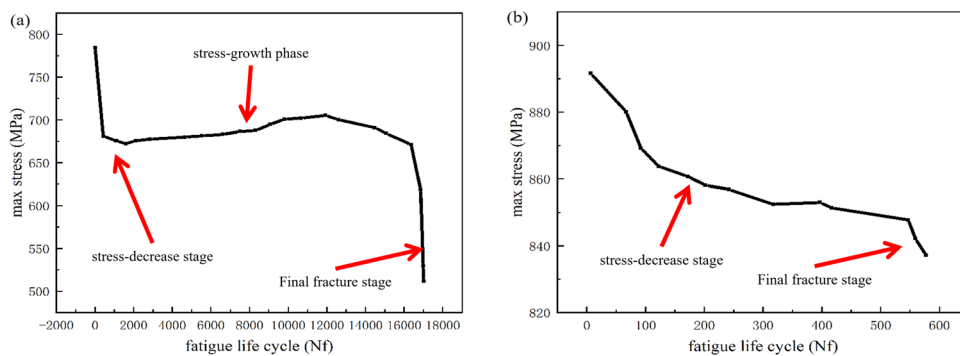 (a)
800
750
700
650
600
550
500
max stress (MPa)
stress-growth phase
stress-decrease stage
Final fracture stage
-2000 0 2000 4000 6000 8000 10000 12000 14000 16000 18000
fatigue life cycle (Nf)
(b)
900
880
860
840
820
max stress (MPa)
stress-decrease stage
Final fracture stage
0 100 200 300 400 500 600
fatigue life cycle (Nf)